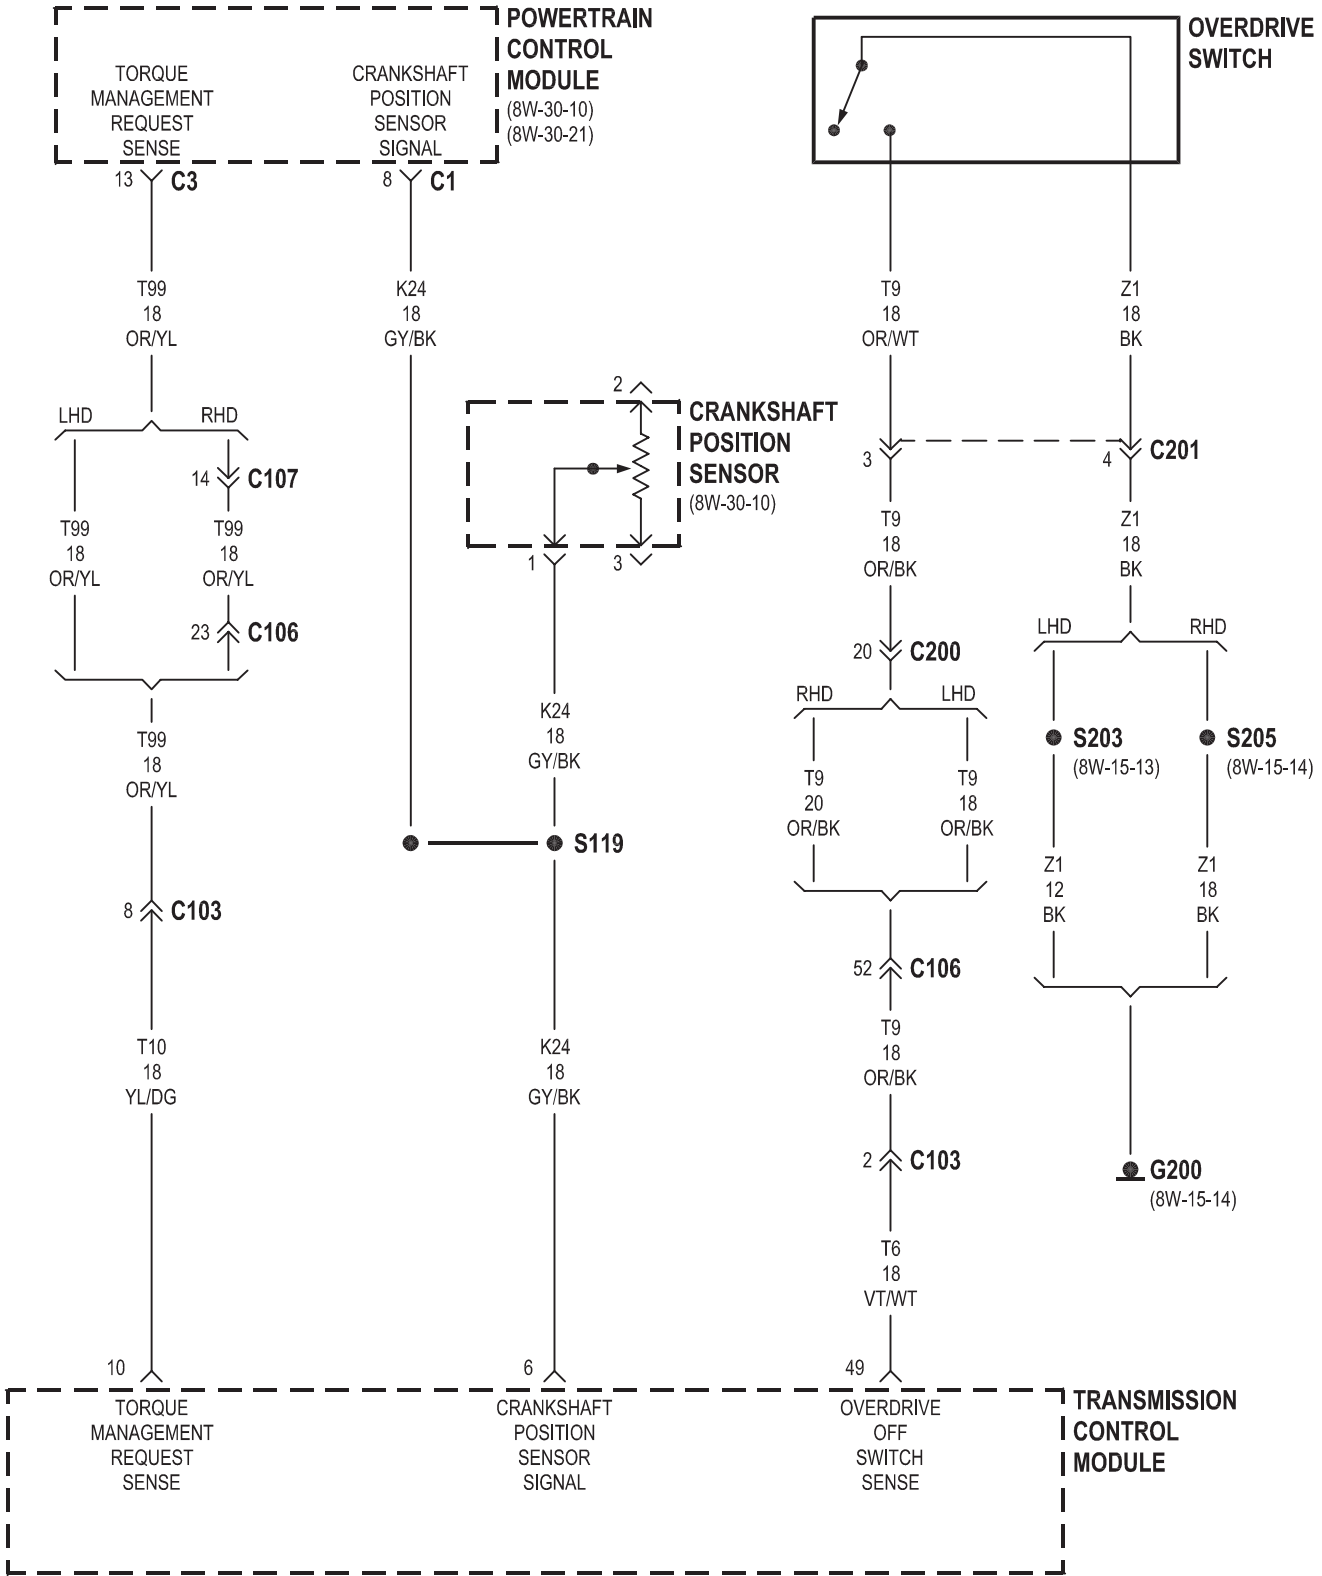 POWERTRAIN
CONTROL
MODULE
(8W-30-10)
(8W-30-21)
TORQUE
MANAGEMENT
REQUEST
SENSE
CRANKSHAFT
POSITION
SENSOR
SIGNAL
13
C3
8
C1
OVERDRIVE
SWITCH
T99
18
OR/YL
K24
18
GY/BK
T9
18
OR/WT
Z1
18
BK
LHD
RHD
14
C107
T99
18
OR/YL
T99
18
OR/YL
23
C106
2
CRANKSHAFT
POSITION
SENSOR
(8W-30-10)
1
3
3
4
C201
T9
18
OR/BK
Z1
18
BK
20
C200
LHD
RHD
RHD
LHD
S203
(8W-15-13)
S205
(8W-15-14)
T99
18
OR/YL
K24
18
GY/BK
T9
20
OR/BK
T9
18
OR/BK
S119
Z1
12
BK
Z1
18
BK
8
C103
52
C106
T10
18
YL/DG
K24
18
GY/BK
T9
18
OR/BK
2
C103
G200
(8W-15-14)
T6
18
VT/WT
10
6
49
TORQUE
MANAGEMENT
REQUEST
SENSE
CRANKSHAFT
POSITION
SENSOR
SIGNAL
OVERDRIVE
OFF
SWITCH
SENSE
TRANSMISSION
CONTROL
MODULE